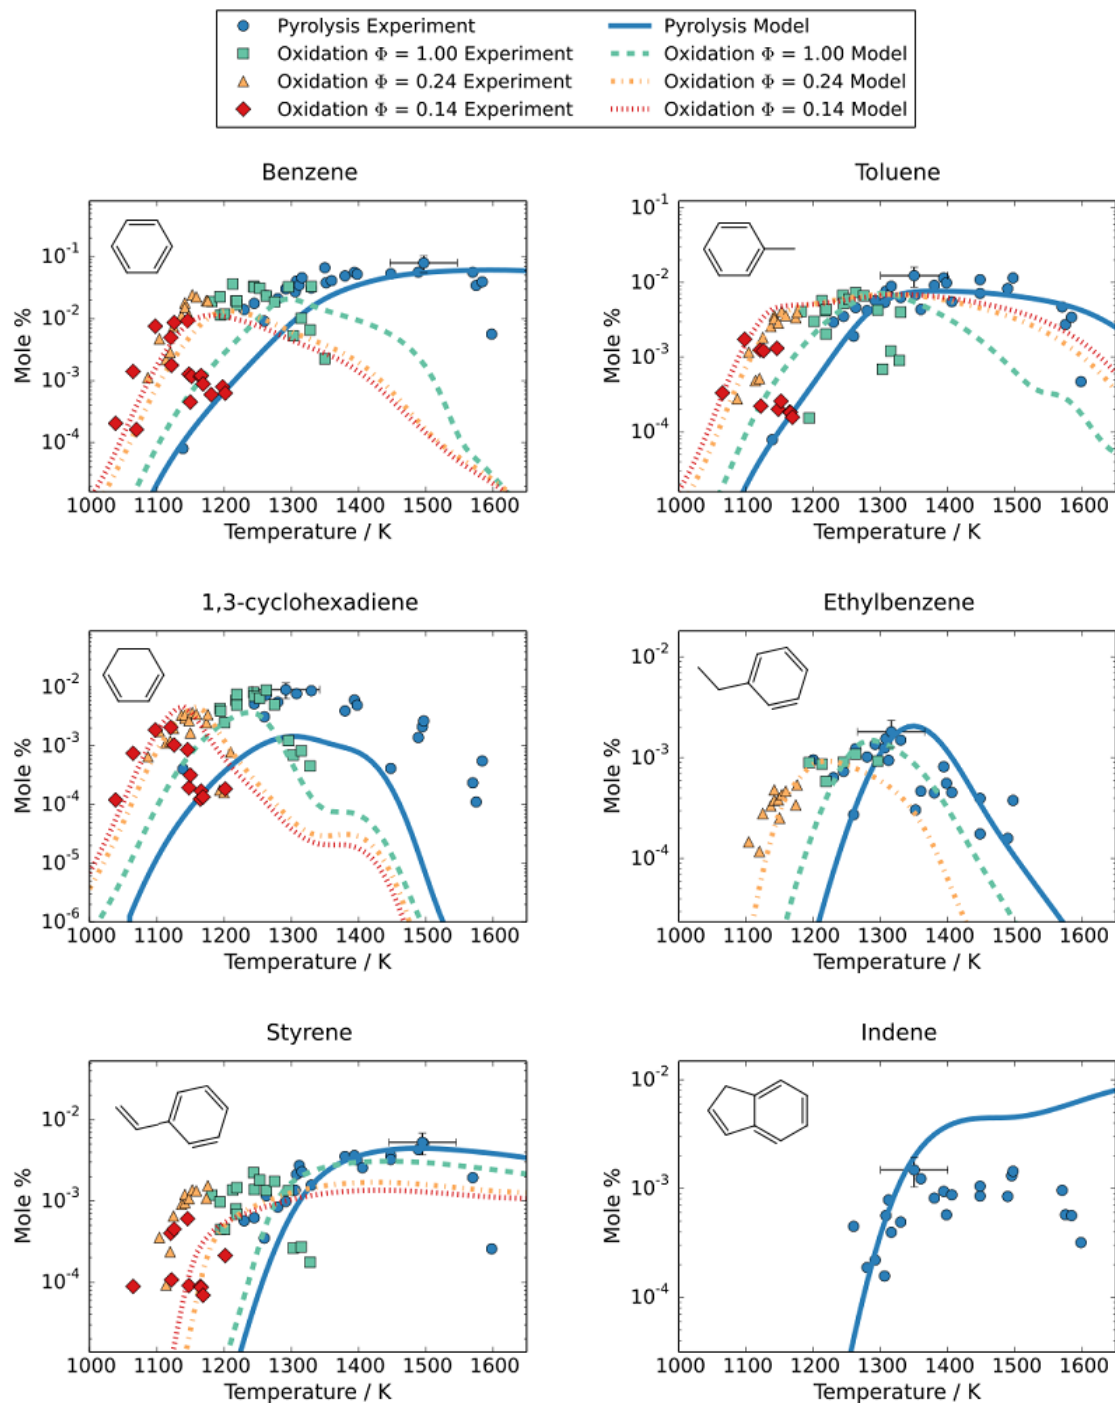 Pyrolysis Experiment
Oxidation Φ = 1.00 Experiment
Oxidation Φ = 0.24 Experiment
Oxidation Φ = 0.14 Experiment
Pyrolysis Model
Oxidation Φ = 1.00 Model
Oxidation Φ = 0.24 Model
Oxidation Φ = 0.14 Model
Benzene
Mole %
10^-1
10^-2
10^-3
10^-4
1000 1100 1200 1300 1400 1500 1600
Temperature / K
Toluene
Mole %
10^-1
10^-2
10^-3
10^-4
1000 1100 1200 1300 1400 1500 1600
Temperature / K
1,3-cyclohexadiene
Mole %
10^-2
10^-3
10^-4
10^-5
10^-6
1000 1100 1200 1300 1400 1500 1600
Temperature / K
Ethylbenzene
Mole %
10^-2
10^-3
10^-4
1000 1100 1200 1300 1400 1500 1600
Temperature / K
Styrene
Mole %
10^-2
10^-3
10^-4
1000 1100 1200 1300 1400 1500 1600
Temperature / K
Indene
Mole %
10^-2
10^-3
10^-4
1000 1100 1200 1300 1400 1500 1600
Temperature / K